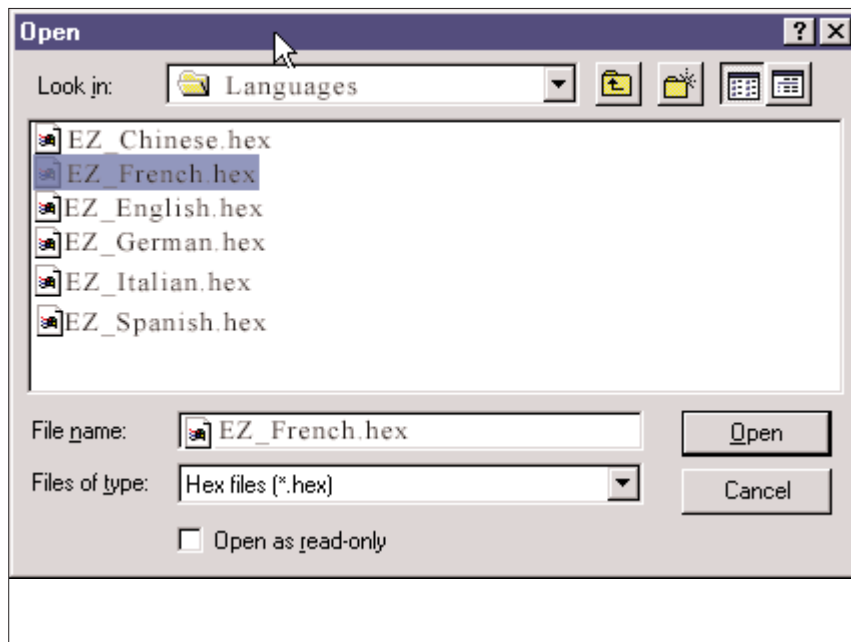 Open
Look in: Languages
EZ_Chinese.hex
EZ_French.hex
EZ_English.hex
EZ_German.hex
EZ_Italian.hex
EZ_Spanish.hex
File name: EZ_French.hex Open
Files of type: Hex files (*.hex) Cancel
Open as read-only